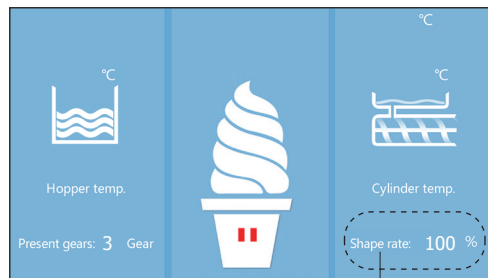 ℃
℃
℃
Hopper temp.
Cylinder temp.
Present gears: 3 Gear
Shape rate: 100 %